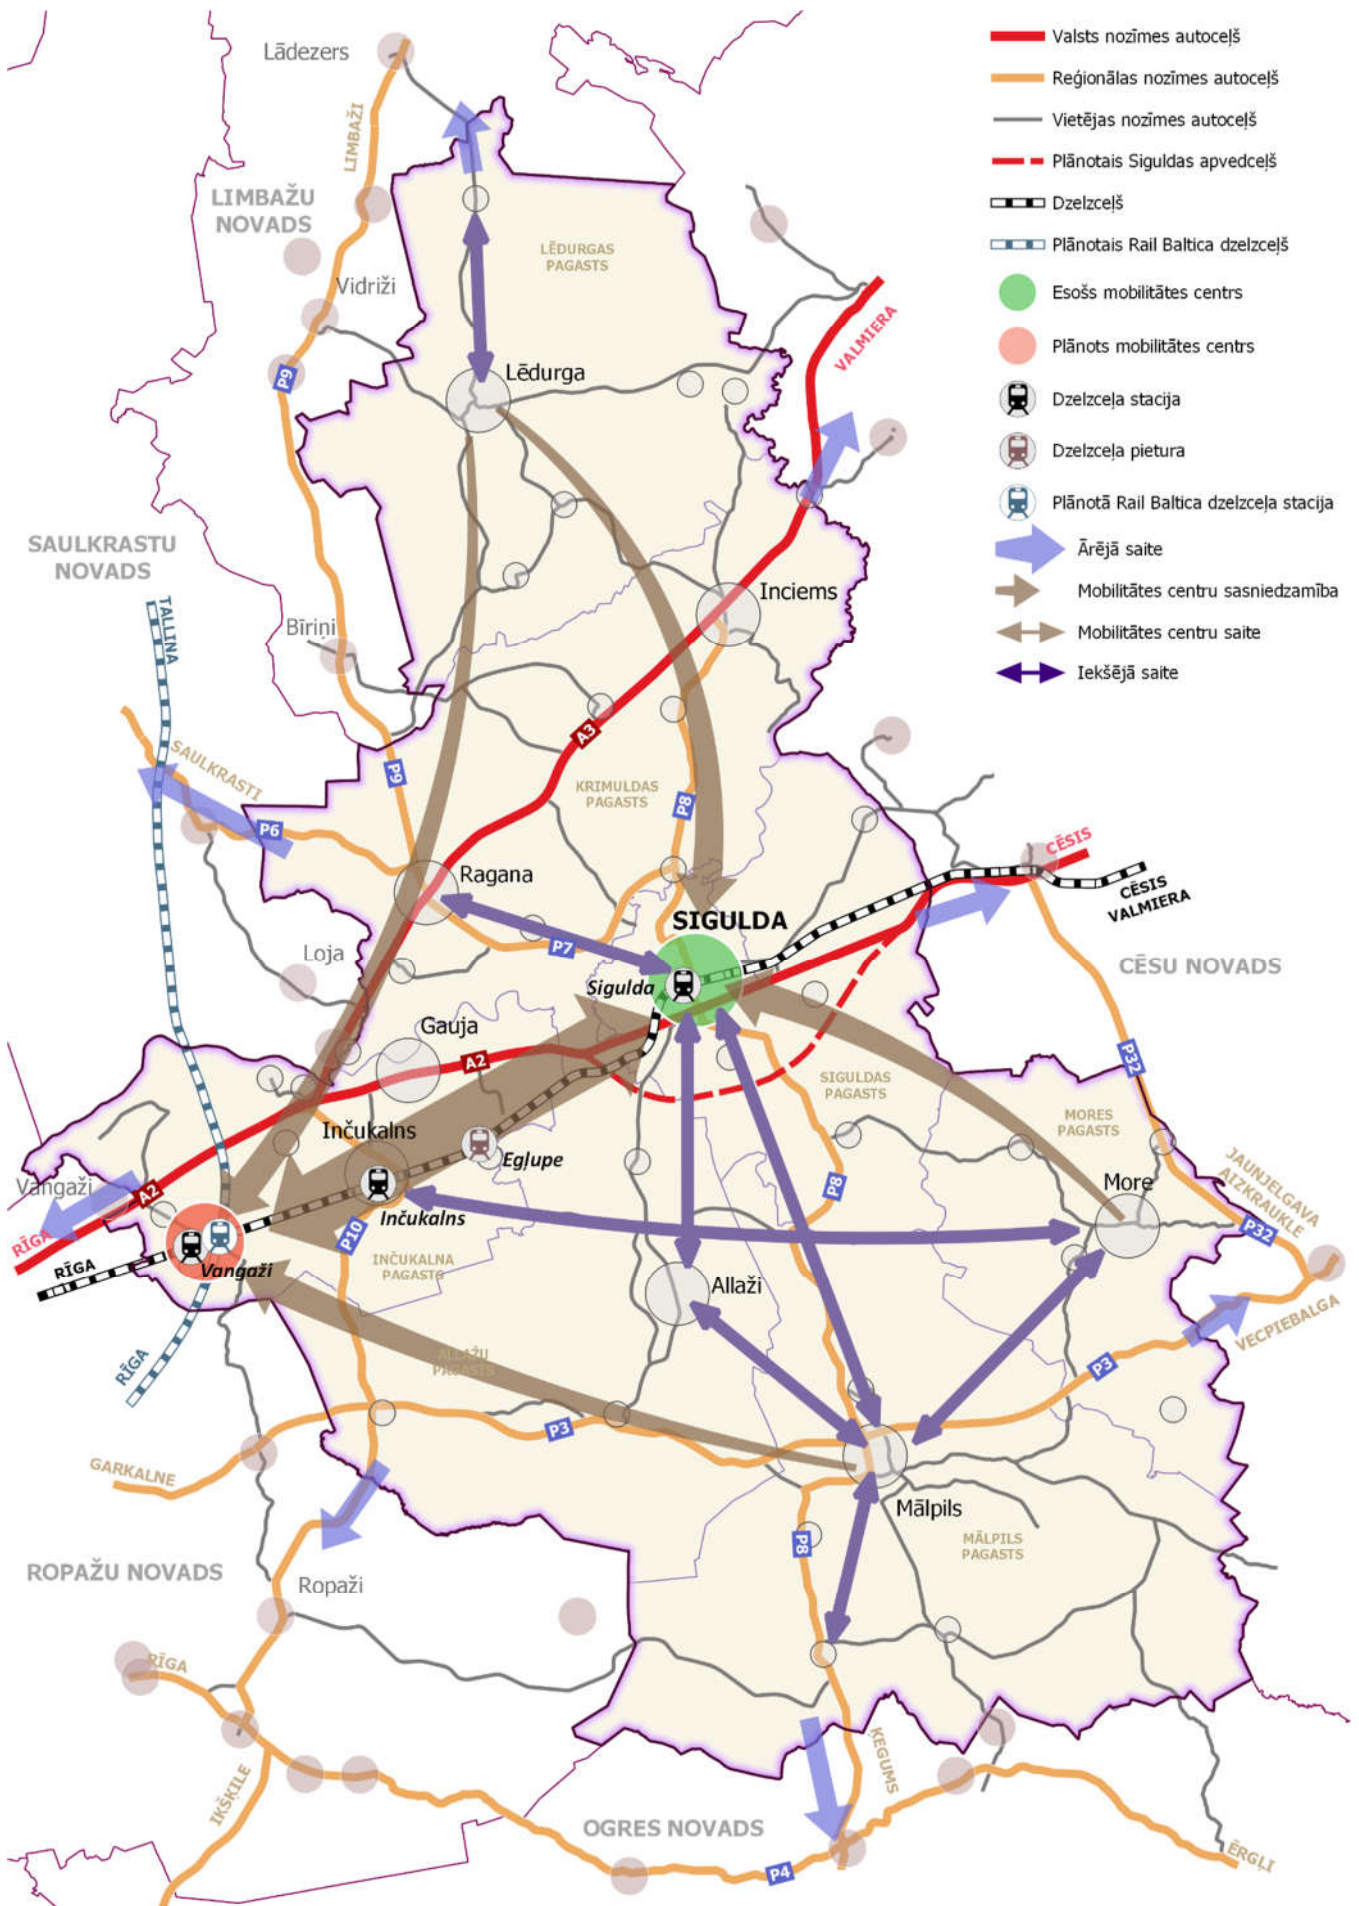 Valsts nozīmes autoceļš
Reģionālas nozīmes autoceļš
Vietējas nozīmes autoceļš
Plānotais Siguldas apvedceļš
Dzelzceļš
Plānotais Rail Baltica dzelzceļš
Esošs mobilitātes centrs
Plānots mobilitātes centrs
Dzelzceļa stacija
Dzelzceļa pietura
Plānotā Rail Baltica dzelzceļa stacija
Ārējā saite
Mobilitātes centru sasniedzamība
Mobilitātes centru saite
Iekšējā saite
Lādezers
LIMBAŽI
LIMBAŽU
NOVADS
LĒDURGAS
PAGASTS
Vidriži
VALMIERA
P9
Lēdurga
SAULKRASTU
NOVADS
TALLINA
Inciems
Bīriņi
A3
SAULKRASTI
P9
KRIMULDAS
PAGASTS
P8
P6
CĒSIS
Ragana
CĒSIS
VALMIERA
SIGULDA
P7
Loja
Sigulda
CĒSU NOVADS
Gauja
A2
P32
SIGULDAS
PAGASTS
MORES
PAGASTS
Inčukalns
Egļupe
JAUNJELGAVA
AIZKRAUKLE
Vangaži
A2
P8
More
Inčukalns
RĪGA
P10
P32
RĪGA
Vangaži
INČUKALNA
PAGASTS
Allaži
VECPIEBALGA
RĪGA
ALLAŽU
PAGASTS
P3
P3
GARKALNE
Mālpils
P8
MĀLPILS
PAGASTS
ROPAŽU NOVADS
Ropaži
RĪGA
ĶEGUMS
IKŠĶILE
OGRES NOVADS
ĒRGĻI
P4